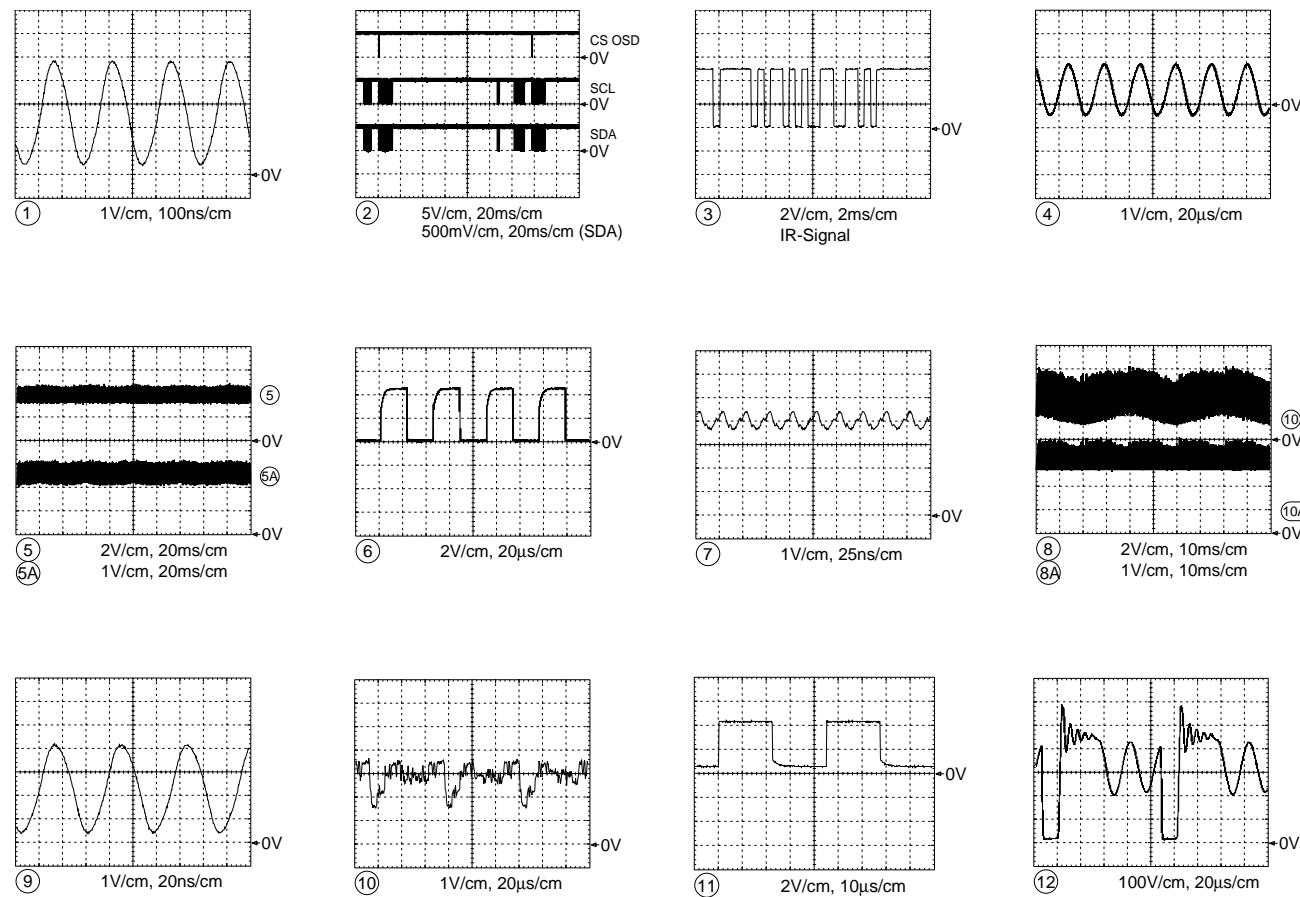 CS OSD
0V
SCL
0V
SDA
0V
0V
0V
0V
1 1V/cm, 100ns/cm
2 5V/cm, 20ms/cm
500mV/cm, 20ms/cm (SDA)
3 2V/cm, 2ms/cm
IR-Signal
4 1V/cm, 20µs/cm
5
0V
5A
0V
0V
0V
10
0V
10A
0V
5 2V/cm, 20ms/cm
5A 1V/cm, 20ms/cm
6 2V/cm, 20µs/cm
7 1V/cm, 25ns/cm
8 2V/cm, 10ms/cm
8A 1V/cm, 10ms/cm
0V
0V
0V
0V
9 1V/cm, 20ns/cm
10 1V/cm, 20µs/cm
11 2V/cm, 10µs/cm
12 100V/cm, 20µs/cm